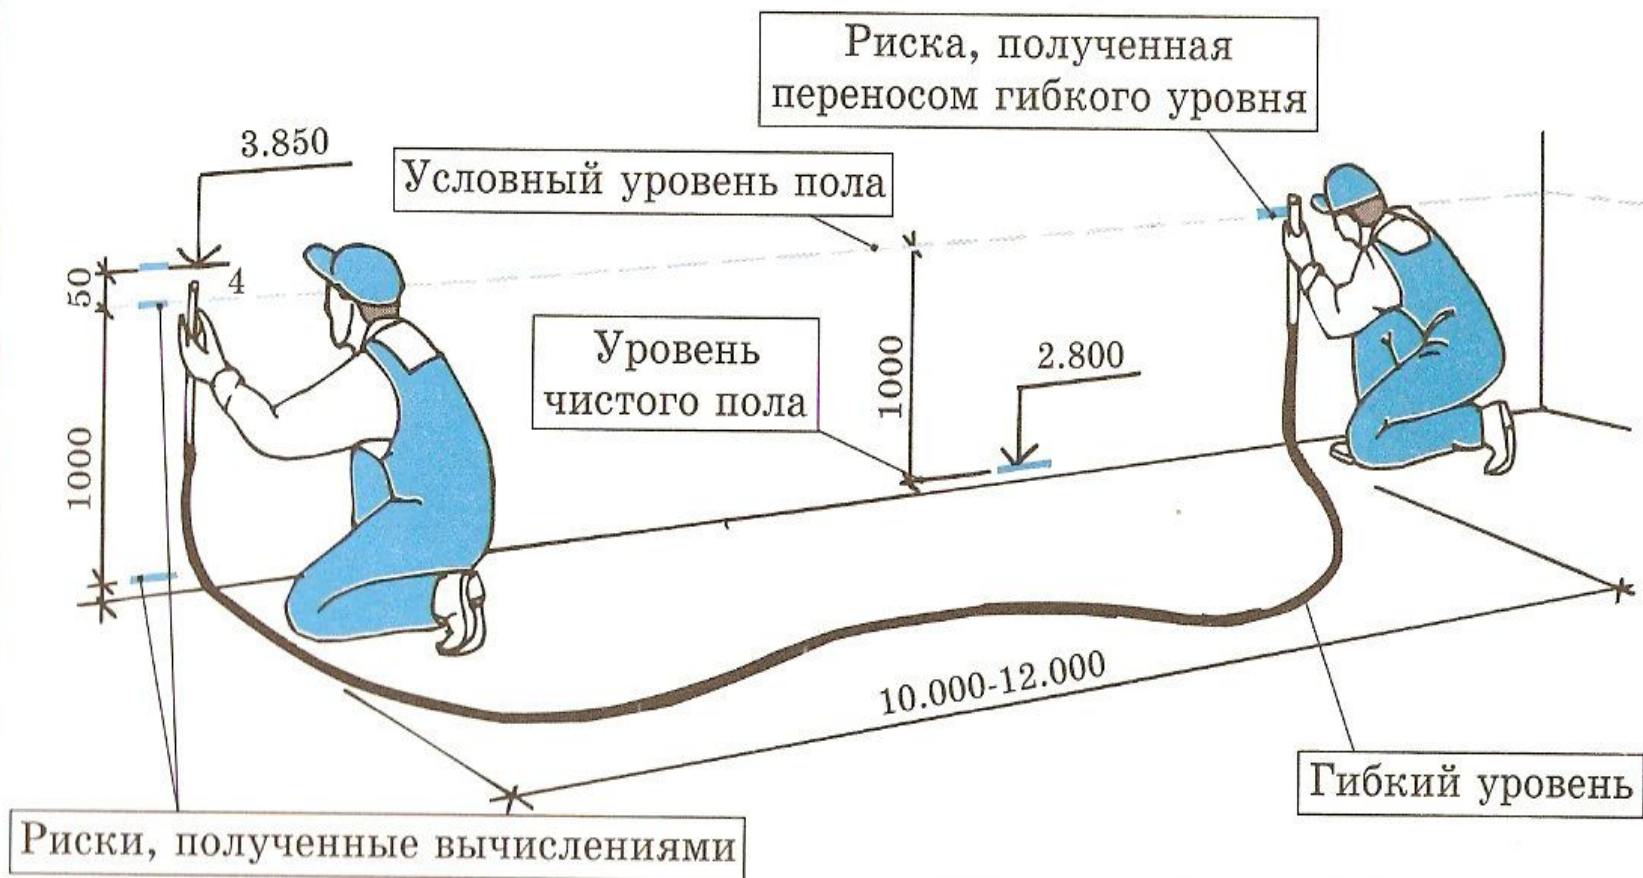 Риска, полученная
переносом гибкого уровня
3.850
Условный уровень пола
50
4
Уровень
чистого пола
1000
2.800
1000
10.000-12.000
Гибкий уровень
Риски, полученные вычислениями